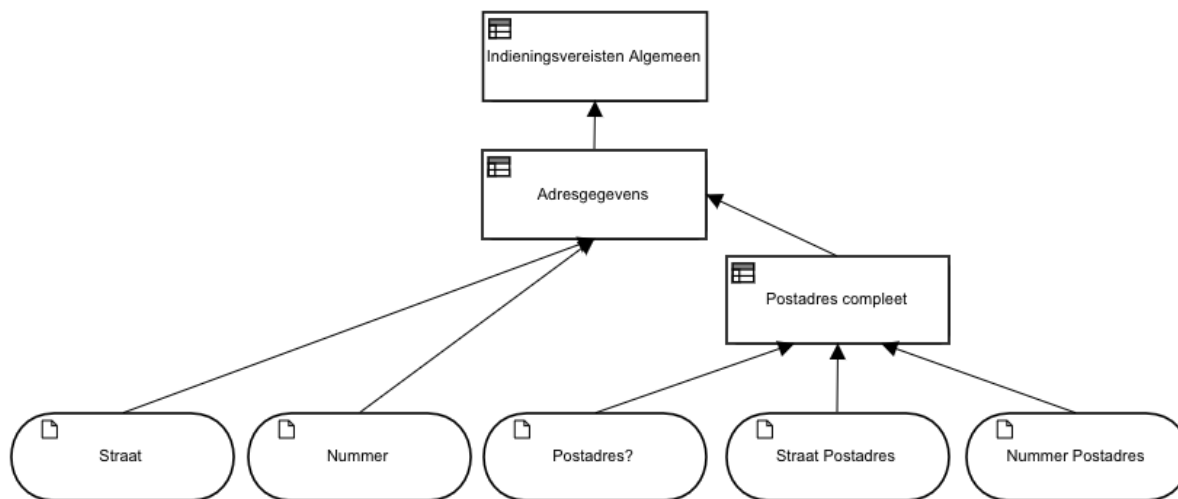 Indieningsvereisten Algemeen
Adresgegevens
Postadres compleet
Straat
Nummer
Postadres?
Straat Postadres
Nummer Postadres